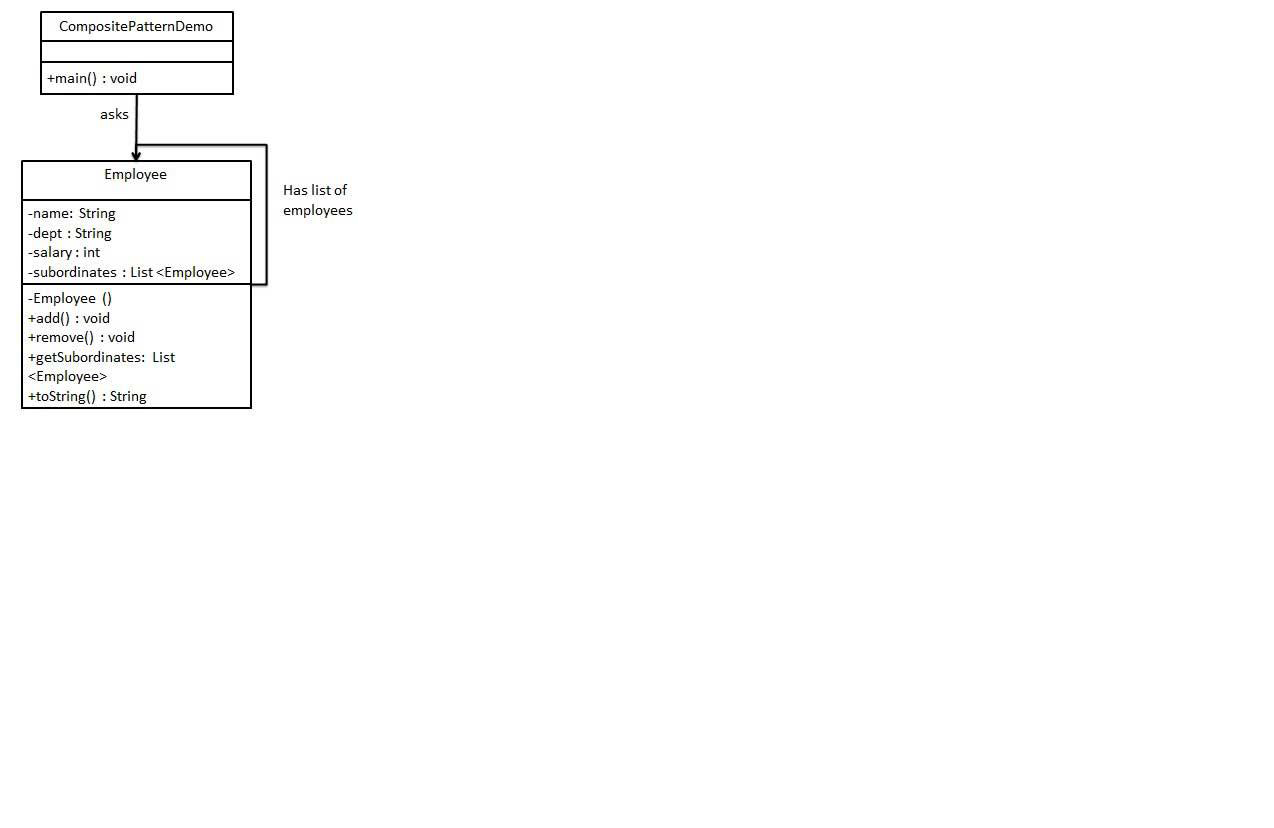 CompositePatternDemo
+main() : void
asks
Employee
Has list of
employees
-name: String
-dept : String
-salary : int
-subordinates : List <Employee>
-Employee ()
+add() : void
+remove() : void
+getSubordinates: List
<Employee>
+toString() : String